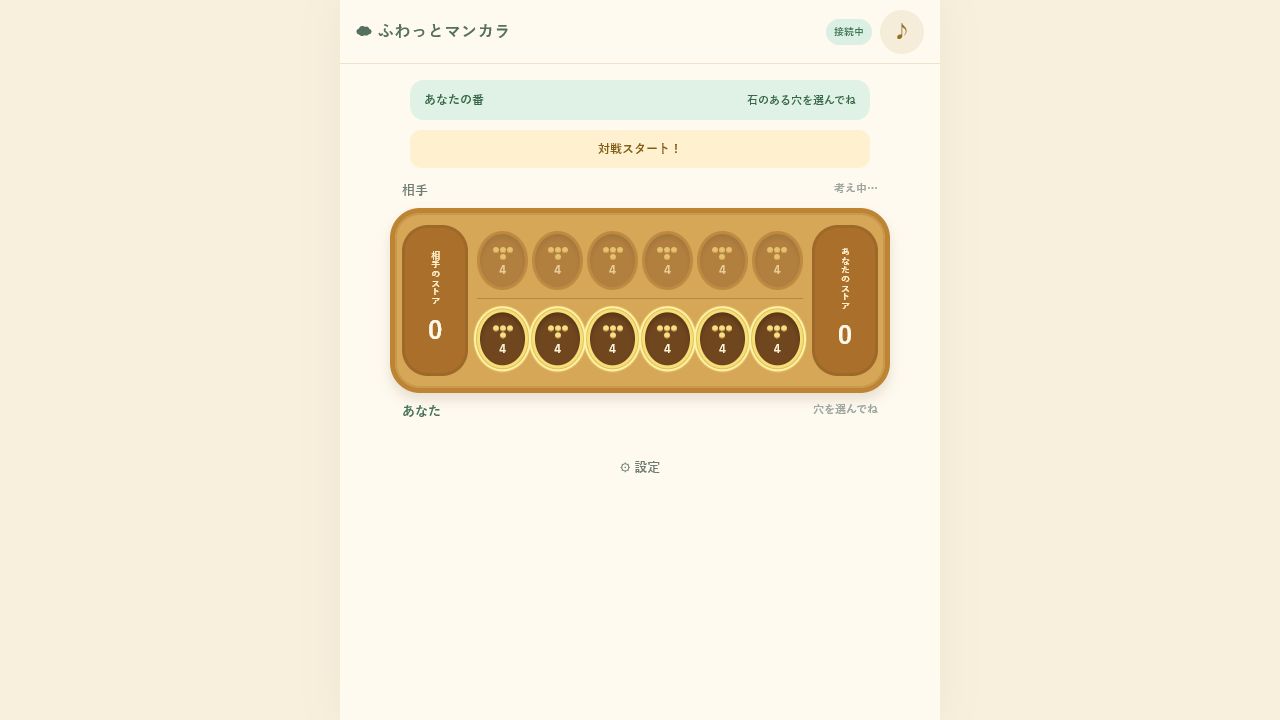 ふわっとマンカラ
接続中
♪
あなたの番
石のある穴を選んでね
対戦スタート！
相手
考え中…
相手のストア
0
4 4 4 4 4 4
4 4 4 4 4 4
あなたのストア
0
あなた
穴を選んでね
⚙ 設定